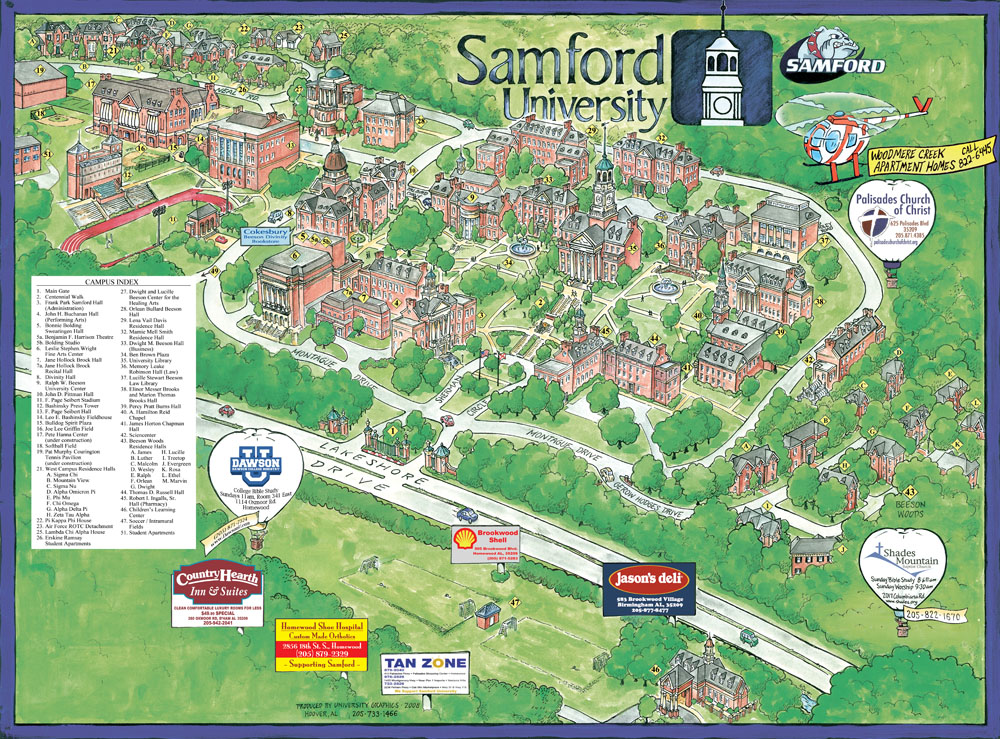 Samford
University
SAMFORD
WOODMERE CREEK
APARTMENT HOMES
CALL
822-6445
Palisades Church
of Christ
625 Palisades Blvd
35209
205.871.4385
palisadeschurchofchrist.org
Cokesbury
Beeson Divinity
Bookstore
CAMPUS INDEX
1. Main Gate
2. Centennial Walk
3. Frank Park Samford Hall
(Administration)
4. John H. Buchanan Hall
(Performing Arts)
5. Bonnie Bolding
Swearingen Hall
5a. Benjamin F. Harrison Theatre
5b. Bolding Studio
6. Leslie Stephen Wright
Fine Arts Center
7. Jane Hollock Brock Hall
7a. Jane Hollock Brock
Recital Hall
8. Divinity Hall
9. Ralph W. Beeson
University Center
10. John D. Pittman Hall
11. F. Page Seibert Stadium
12. Bashinsky Press Tower
13. F. Page Seibert Hall
14. Leo E. Bashinsky Fieldhouse
15. Bulldog Spirit Plaza
16. Joe Lee Griffin Field
17. Pete Hanna Center
(under construction)
18. Softball Field
19. Pat Murphy Courington
Tennis Pavilion
(under construction)
21. West Campus Residence Halls
A. Sigma Chi
B. Mountain View
C. Sigma Nu
D. Alpha Omicron Pi
E. Phi Mu
F. Chi Omega
G. Alpha Delta Pi
H. Zeta Tau Alpha
22. Pi Kappa Phi House
23. Air Force ROTC Detachment
25. Lambda Chi Alpha House
26. Erskine Ramsay
Student Apartments
27. Dwight and Lucille
Beeson Center for the
Healing Arts
28. Orlean Bullard Beeson
Hall
29. Lena Vail Davis
Residence Hall
32. Mamie Mell Smith
Residence Hall
33. Dwight M. Beeson Hall
(Business)
34. Ben Brown Plaza
35. University Library
36. Memory Leake
Robinson Hall (Law)
37. Lucille Stewart Beeson
Law Library
38. Elinor Messer Brooks
and Marion Thomas
Brooks Hall
39. Percy Pratt Burns Hall
40. A. Hamilton Reid
Chapel
41. James Horton Chapman
Hall
42. Sciencenter
43. Beeson Woods
Residence Halls
A. James H. Lucille
B. Luther I. Treetop
C. Malcolm J. Evergreen
D. Wesley K. Rosa
E. Ralph L. Ethel
F. Orlean M. Marvin
G. Dwight
44. Thomas D. Russell Hall
45. Robert I. Ingalls, Sr.
Hall (Pharmacy)
46. Children's Learning
Center
47. Soccer / Intramural
Fields
51. Student Apartments
MONTAGUE DRIVE
MONTAGUE DRIVE
LAKESHORE
DRIVE
CIRCLE
BEESON
WOODS
DAWSON
College Bible Study
Sundays 11am, Room 341 East
1114 Oxmoor Rd.
Homewood
Brookwood
Shell
Jason's deli
583 Brookwood Village
Birmingham AL, 35209
205-877-8477
Shades
Mountain
Baptist Church
Sunday Bible Study 8 & 11am
Sunday Worship 9:30am
2017 Columbiana Rd
www.shades.org
205-822-1670
Country Hearth
Inn & Suites
CLEAN COMFORTABLE LUXURY ROOMS FOR LESS
205-942-2041
Homewood Shoe Hospital
Custom Made Orthotics
2856 18th St. S., Homewood
(205) 879-2329
- Supporting Samford -
TAN ZONE
PRODUCED BY UNIVERSITY GRAPHICS - 2008
HOOVER, AL 205-733-1466